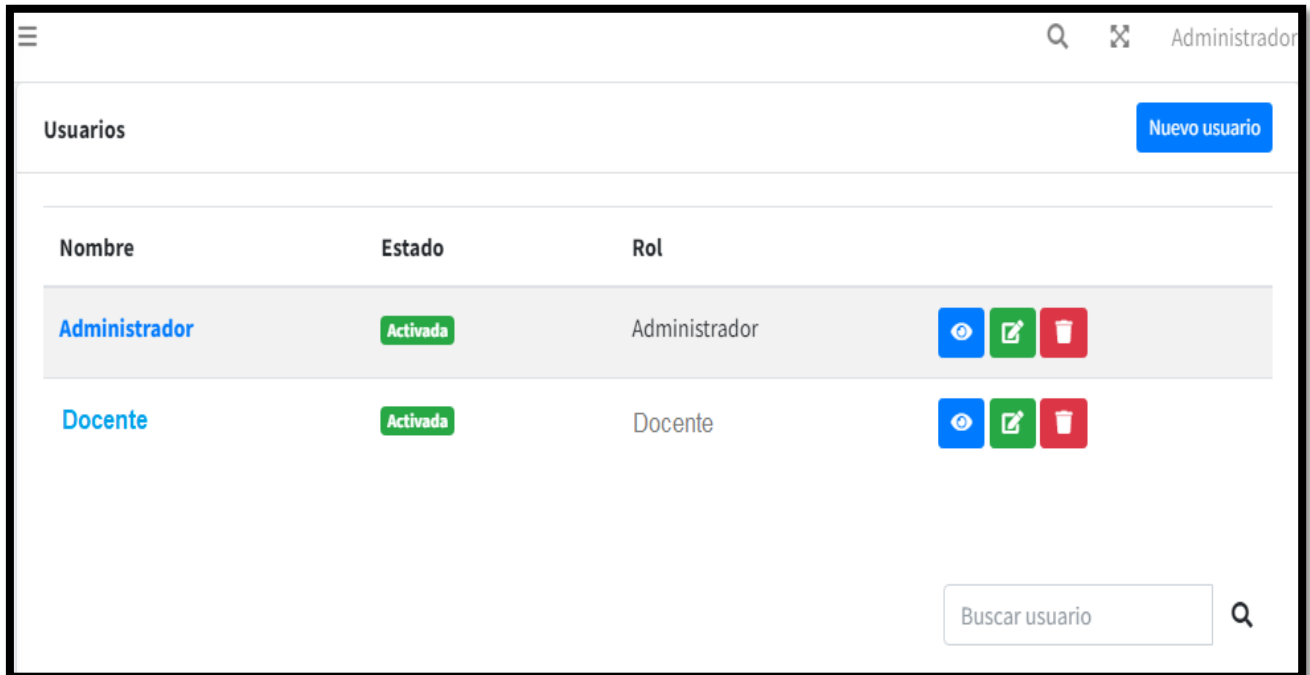 Administrador
Usuarios
Nuevo usuario
Nombre Estado Rol
Administrador Activada Administrador
Docente Activada Docente
Buscar usuario